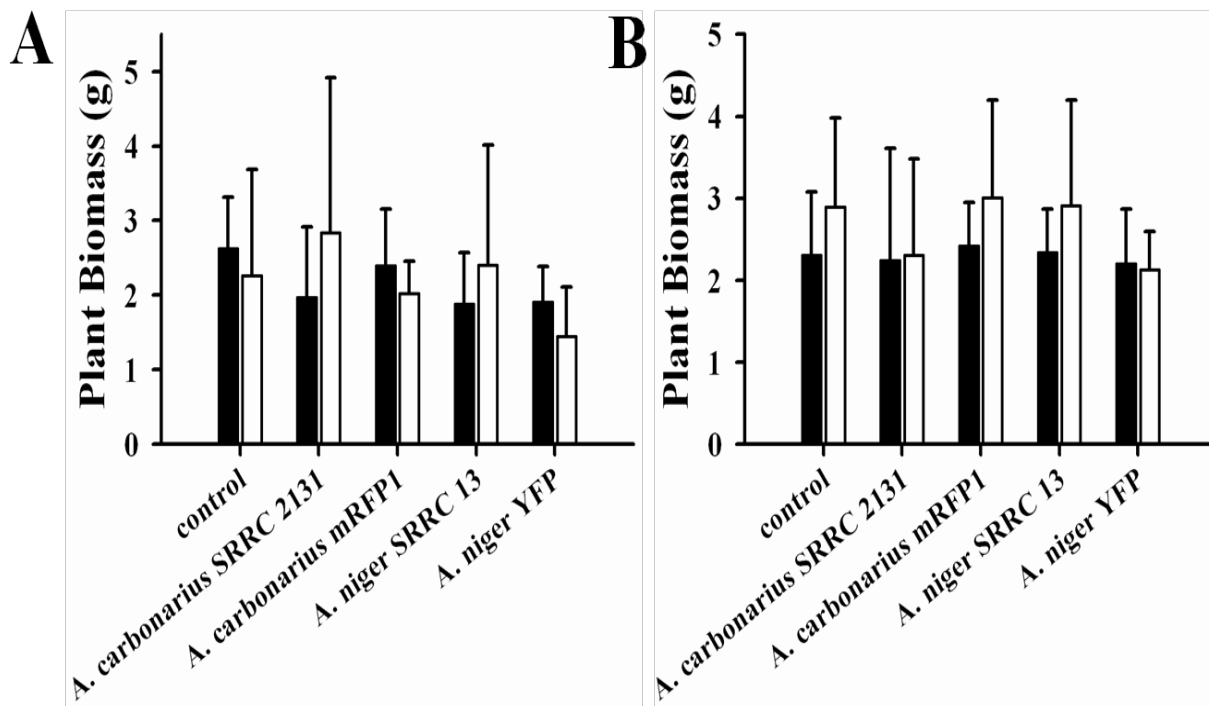 A
Plant Biomass (g)
5
4
3
2
1
0
control
A. carbonarius SRRC 2131
A. carbonarius mRFP1
A. niger SRRC 13
A. niger YFP
B
Plant Biomass (g)
5
4
3
2
1
0
control
A. carbonarius SRRC 2131
A. carbonarius mRFP1
A. niger SRRC 13
A. niger YFP